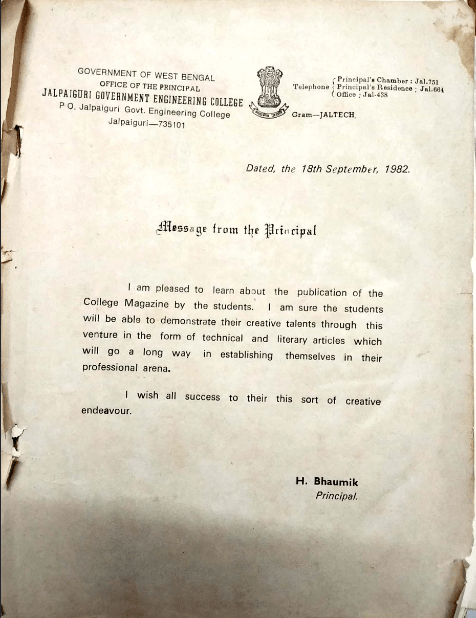 GOVERNMENT OF WEST BENGAL
OFFICE OF THE PRINCIPAL
JALPAIGURI GOVERNMENT ENGINEERING COLLEGE
P O. Jalpaiguri Govt. Engineering College
Jalpaiguri—735101
Principal's Chamber : Jal.751
Telephone Principal's Residence ; Jal.664
Office ; Jal-438
Gram—JALTECH.
Dated, the 18th September, 1982.
Message from the Principal
I am pleased to learn about the publication of the
College Magazine by the students. I am sure the students
will be able to demonstrate their creative talents through this
venture in the form of technical and literary articles which
will go a long way in establishing themselves in their
professional arena.
I wish all success to their this sort of creative
endeavour.
H. Bhaumik
Principal.